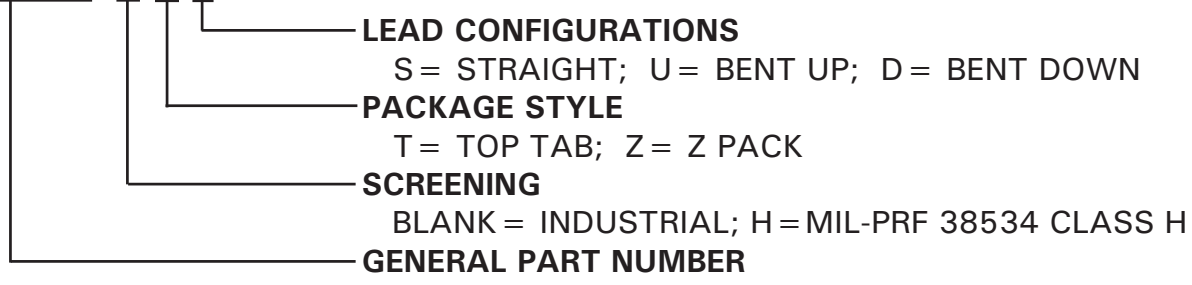 LEAD CONFIGURATIONS
S= STRAIGHT; U= BENT UP; D= BENT DOWN
PACKAGE STYLE
T= TOP TAB; Z= Z PACK
SCREENING
BLANK= INDUSTRIAL; H=MIL-PRF 38534 CLASS H
GENERAL PART NUMBER